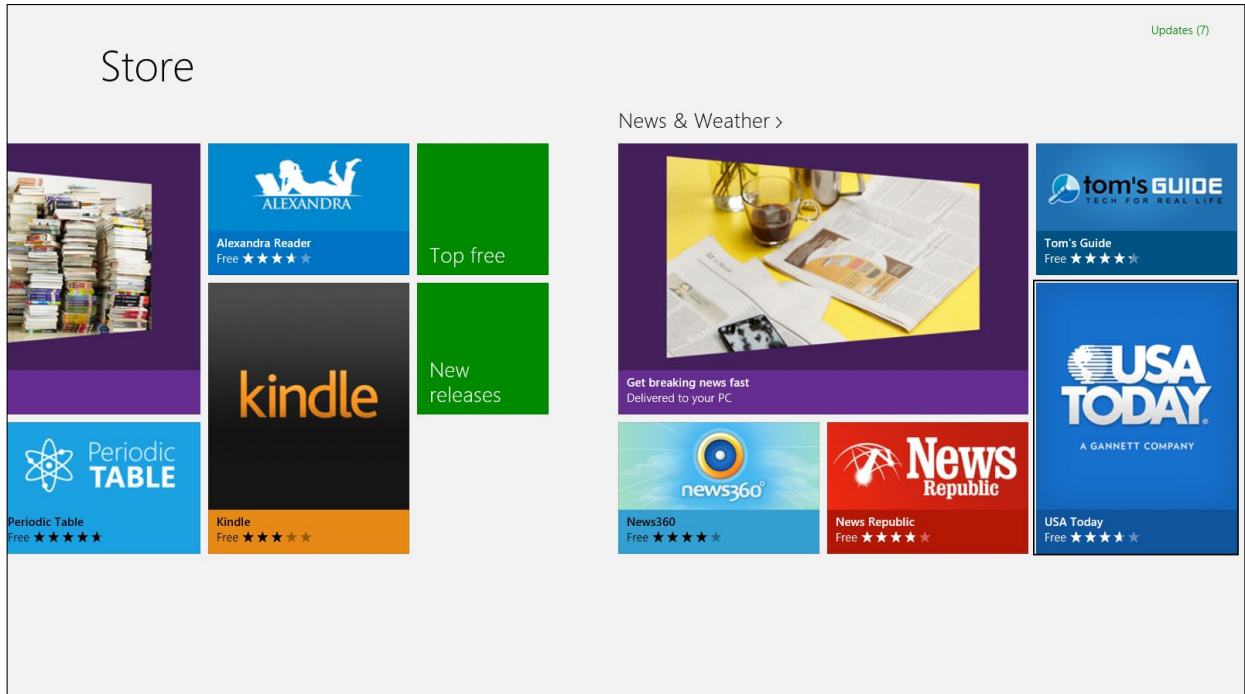 Updates (7)
Store
ALEXANDRA
Alexandra Reader
Free
Top free
kindle
Kindle
Free
New
releases
Periodic
TABLE
Periodic Table
Free
News & Weather >
Get breaking news fast
Delivered to your PC
tom's GUIDE
TECH FOR REAL LIFE
Tom's Guide
Free
news360°
News360
Free
News
Republic
News Republic
Free
USA
TODAY.
A GANNETT COMPANY
USA Today
Free